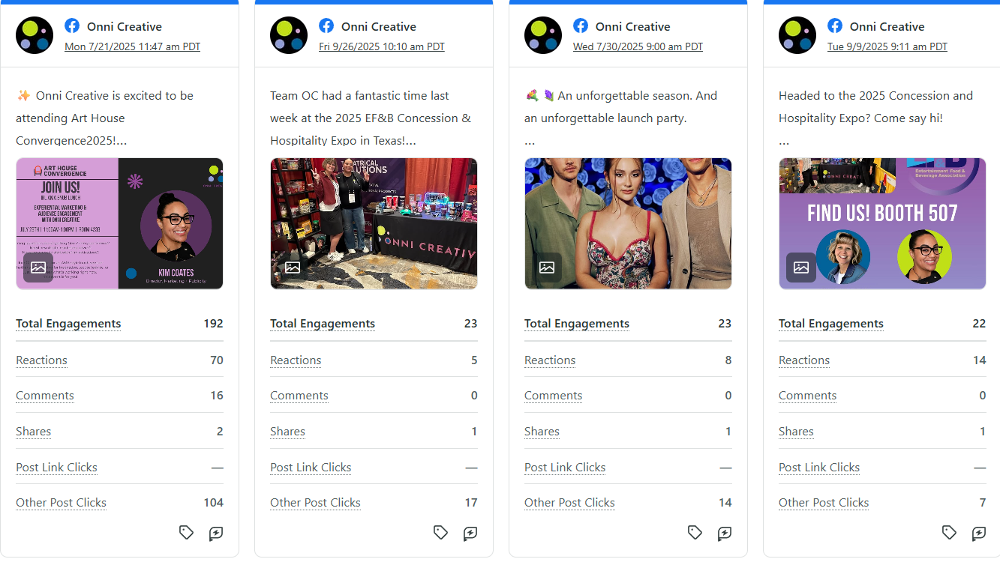 Onni Creative
Mon 7/21/2025 11:47 am PDT
✨ Onni Creative is excited to be
attending Art House
Convergence2025!...
ART HOUSE
CONVERGENCE
JOIN US!
EXPERIENTIAL MARKETING &
AUDIENCE ENGAGEMENT
WITH ONNI CREATIVE
KIM COATES
Director, Marketing + Publicity
Total Engagements 192
Reactions 70
Comments 16
Shares 2
Post Link Clicks —
Other Post Clicks 104
Onni Creative
Fri 9/26/2025 10:10 am PDT
Team OC had a fantastic time last
week at the 2025 EF&B Concession &
Hospitality Expo in Texas!...
ONNI CREATIV
Total Engagements 23
Reactions 5
Comments 0
Shares 1
Post Link Clicks —
Other Post Clicks 17
Onni Creative
Wed 7/30/2025 9:00 am PDT
An unforgettable season. And
an unforgettable launch party.
...
Total Engagements 23
Reactions 8
Comments 0
Shares 1
Post Link Clicks —
Other Post Clicks 14
Onni Creative
Tue 9/9/2025 9:11 am PDT
Headed to the 2025 Concession and
Hospitality Expo? Come say hi!
...
Entertainment Food &
Beverage Association
FIND US! BOOTH 507
Total Engagements 22
Reactions 14
Comments 0
Shares 1
Post Link Clicks —
Other Post Clicks 7